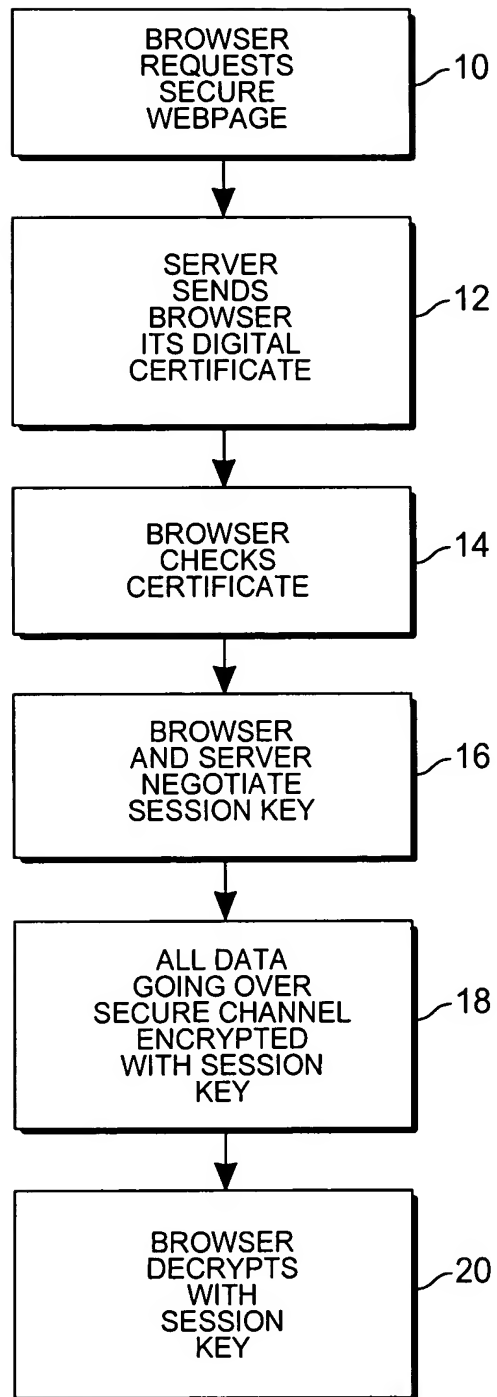 BROWSER
REQUESTS
SECURE
WEBPAGE
10
SERVER
SENDS
BROWSER
ITS DIGITAL
CERTIFICATE
12
BROWSER
CHECKS
CERTIFICATE
14
BROWSER
AND SERVER
NEGOTIATE
SESSION KEY
16
ALL DATA
GOING OVER
SECURE CHANNEL
ENCRYPTED
WITH SESSION
KEY
18
BROWSER
DECRYPTS
WITH
SESSION
KEY
20